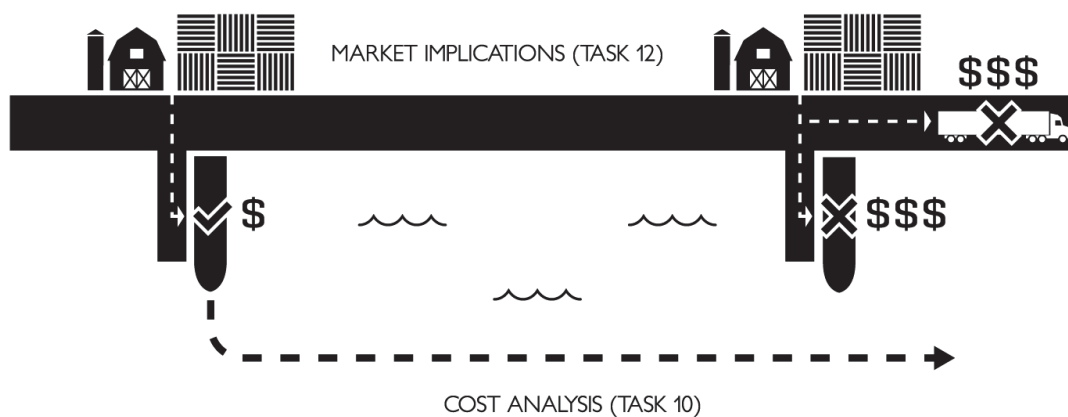 MARKET IMPLICATIONS (TASK 12)
$$$
$
$$$
COST ANALYSIS (TASK 10)